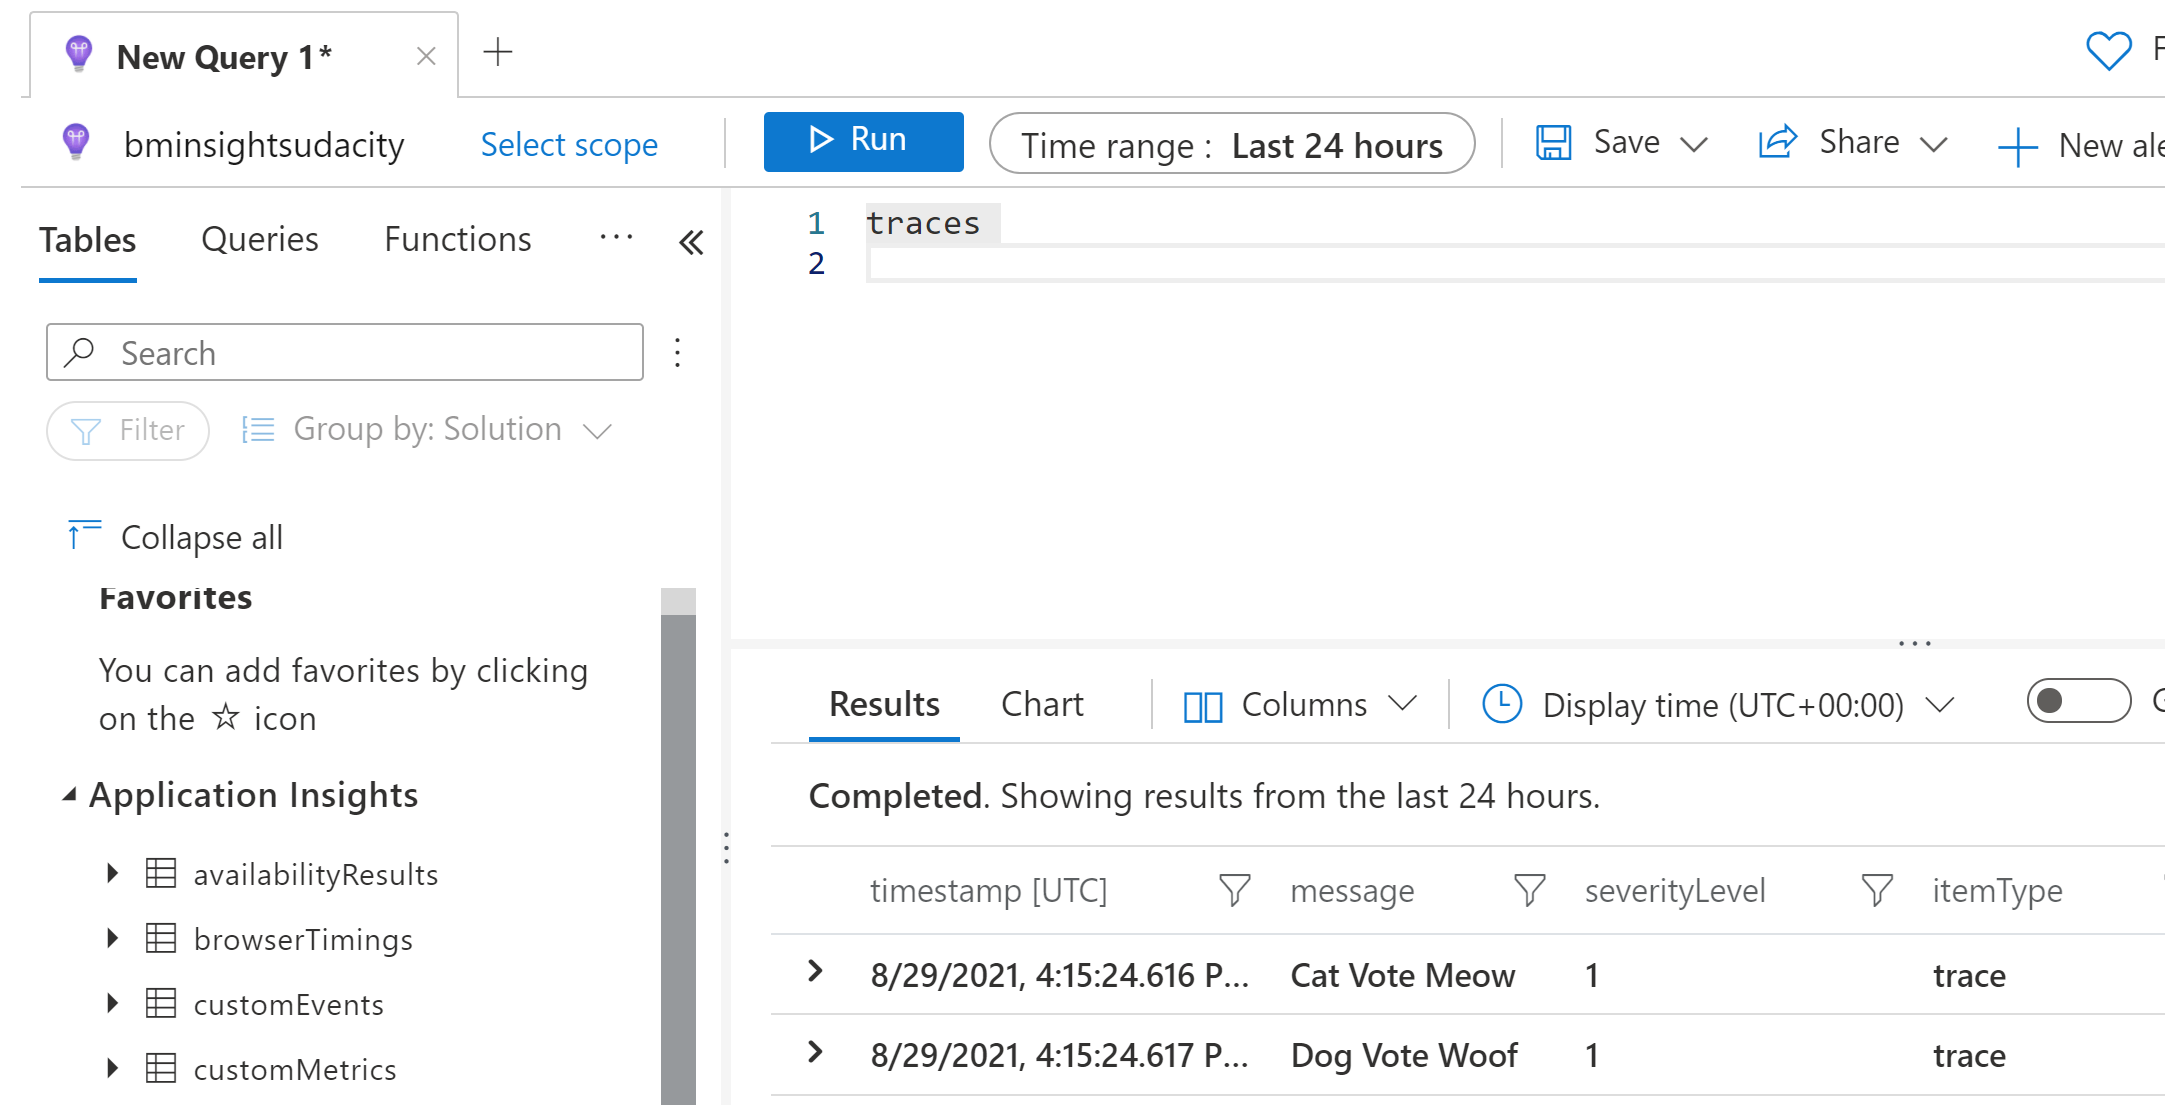 New Query 1*
F
bminsightsudacity Select scope Run Time range : Last 24 hours Save Share New ale
Tables Queries Functions ...
1 traces
2
Search
Filter Group by: Solution
Collapse all
Favorites
You can add favorites by clicking
on the ☆ icon
Application Insights
availabilityResults
browserTimings
customEvents
customMetrics
Results Chart Columns Display time (UTC+00:00)
Completed. Showing results from the last 24 hours.
timestamp [UTC] message severityLevel itemType
8/29/2021, 4:15:24.616 P... Cat Vote Meow 1 trace
8/29/2021, 4:15:24.617 P... Dog Vote Woof 1 trace